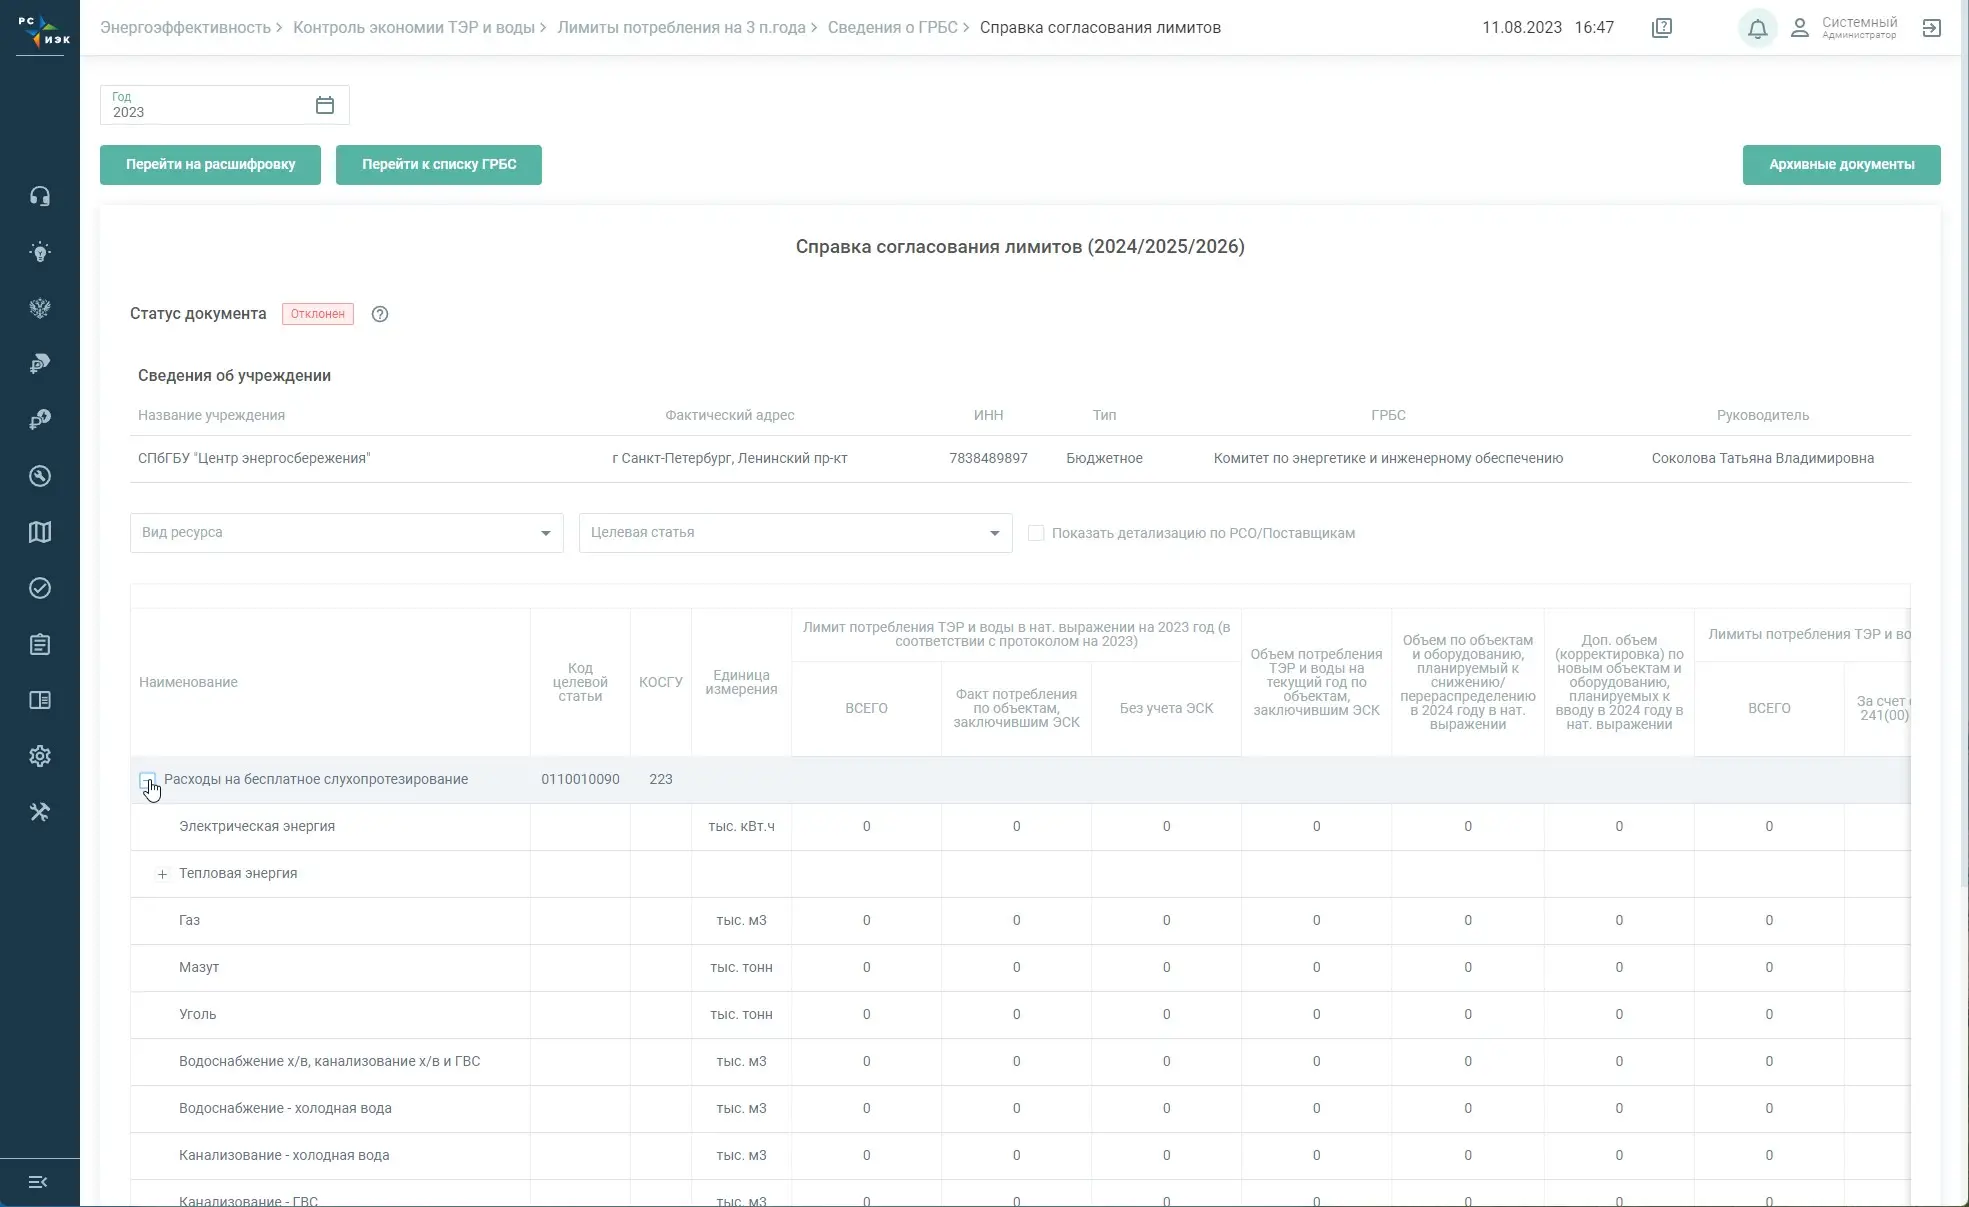 РС
ИЭК
Энергоэффективность > Контроль экономии ТЭР и воды > Лимиты потребления на 3 п.года > Сведения о ГРБС > Справка согласования лимитов
11.08.2023 16:47
Системный
Администратор
Год
2023
Перейти на расшифровку
Перейти к списку ГРБС
Архивные документы
Справка согласования лимитов (2024/2025/2026)
Статус документа Отклонен
Сведения об учреждении
Название учреждения Фактический адрес ИНН Тип ГРБС Руководитель
СПбГБУ "Центр энергосбережения" г Санкт-Петербург, Ленинский пр-кт 7838489897 Бюджетное Комитет по энергетике и инженерному обеспечению Соколова Татьяна Владимировна
Вид ресурса
Целевая статья
Показать детализацию по РСО/Поставщикам
Наименование
Код
целевой
статьи
КОСГУ
Единица
измерения
Лимит потребления ТЭР и воды в нат. выражении на 2023 год (в
соответствии с протоколом на 2023)
ВСЕГО
Факт потребления
по объектам,
заключившим ЭСК
Без учета ЭСК
Объем потребления
ТЭР и воды на
текущий год по
объектам,
заключившим ЭСК
Объем по объектам
и оборудованию,
планируемый к
снижению/
перераспределению
в 2024 году в нат.
выражении
Доп. объем
(корректировка) по
новым объектам и
оборудованию,
планируемых к
вводу в 2024 году в
нат. выражении
Лимиты потребления ТЭР и во
ВСЕГО
За счет
241(00)
Расходы на бесплатное слухопротезирование 0110010090 223
Электрическая энергия тыс. кВт.ч 0 0 0 0 0 0 0
+ Тепловая энергия
Газ тыс. м3 0 0 0 0 0 0 0
Мазут тыс. тонн 0 0 0 0 0 0 0
Уголь тыс. тонн 0 0 0 0 0 0 0
Водоснабжение х/в, канализование х/в и ГВС тыс. м3 0 0 0 0 0 0 0
Водоснабжение - холодная вода тыс. м3 0 0 0 0 0 0 0
Канализование - холодная вода тыс. м3 0 0 0 0 0 0 0
Канализование - ГВС тыс. м3 0 0 0 0 0 0 0